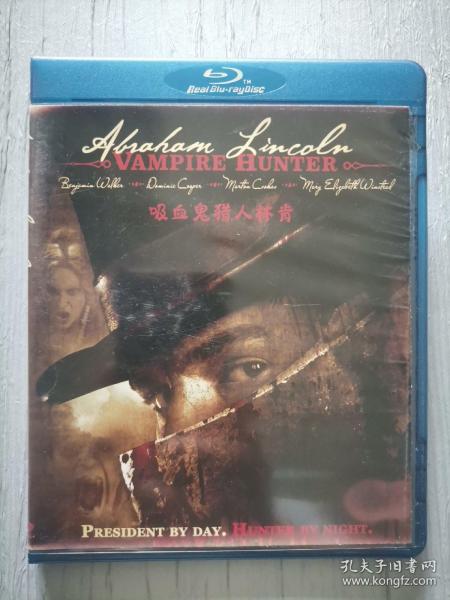 Real Blu-ray Disc
TM
Abraham Lincoln
VAMPIRE HUNTER
Benjamin Walker Dominic Cooper Martin Csokas Mary Elizabeth Winstead
吸血鬼猎人林肯
PRESIDENT BY DAY. HUNTER BY NIGHT.
孔夫子旧书网
www.kongfz.com